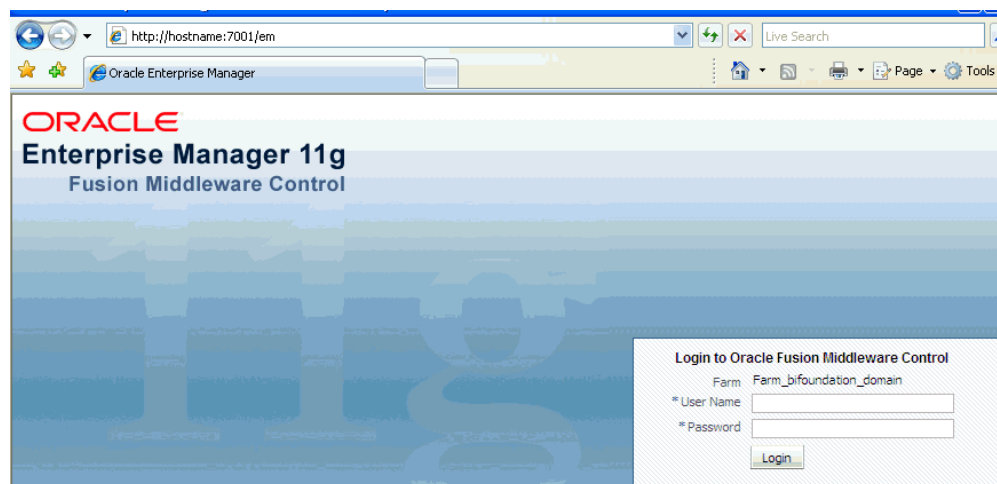 http://hostname:7001/em
Live Search
Oracle Enterprise Manager
Page
Tools
ORACLE
Enterprise Manager 11g
Fusion Middleware Control
11g
Login to Oracle Fusion Middleware Control
Farm Farm_bifoundation_domain
* User Name
* Password
Login